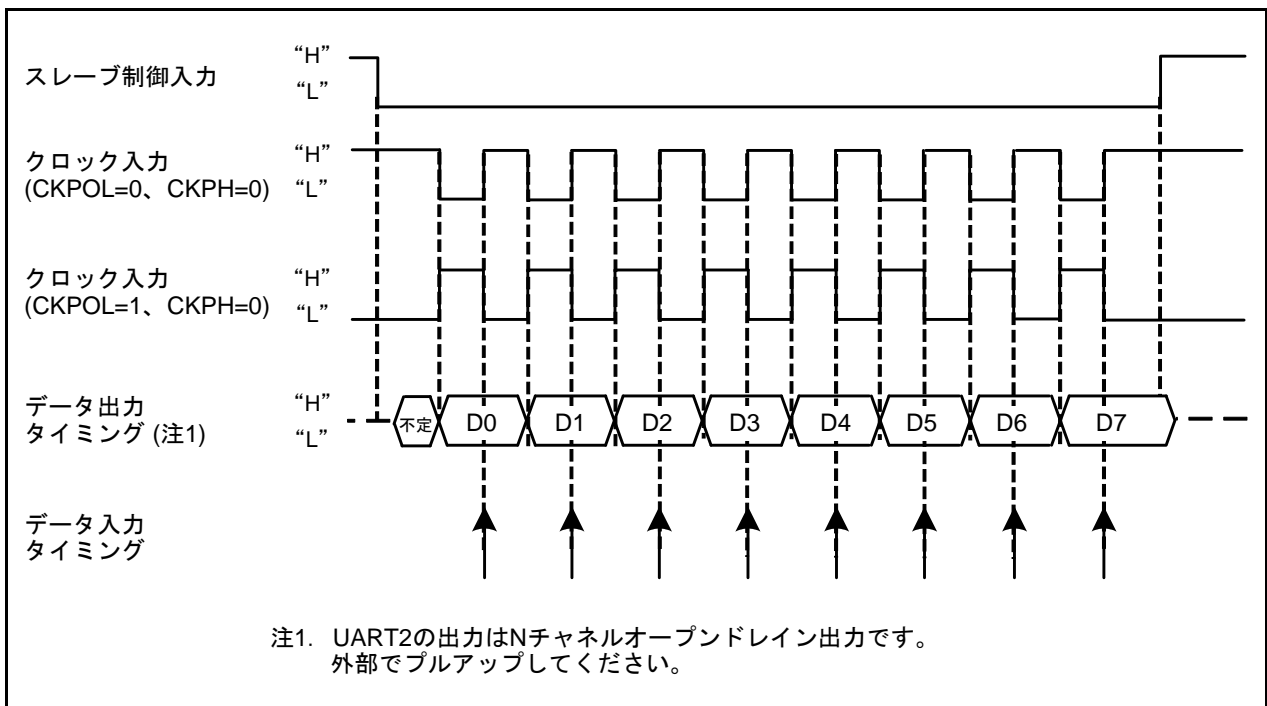 スレーブ制御入力 “H”
“L”
クロック入力 “H”
(CKPOL=0、CKPH=0) “L”
クロック入力 “H”
(CKPOL=1、CKPH=0) “L”
データ出力 “H”
タイミング (注1) “L”
不定 D0 D1 D2 D3 D4 D5 D6 D7
データ入力
タイミング
注1. UART2の出力はNチャネルオープンドレイン出力です。
外部でプルアップしてください。